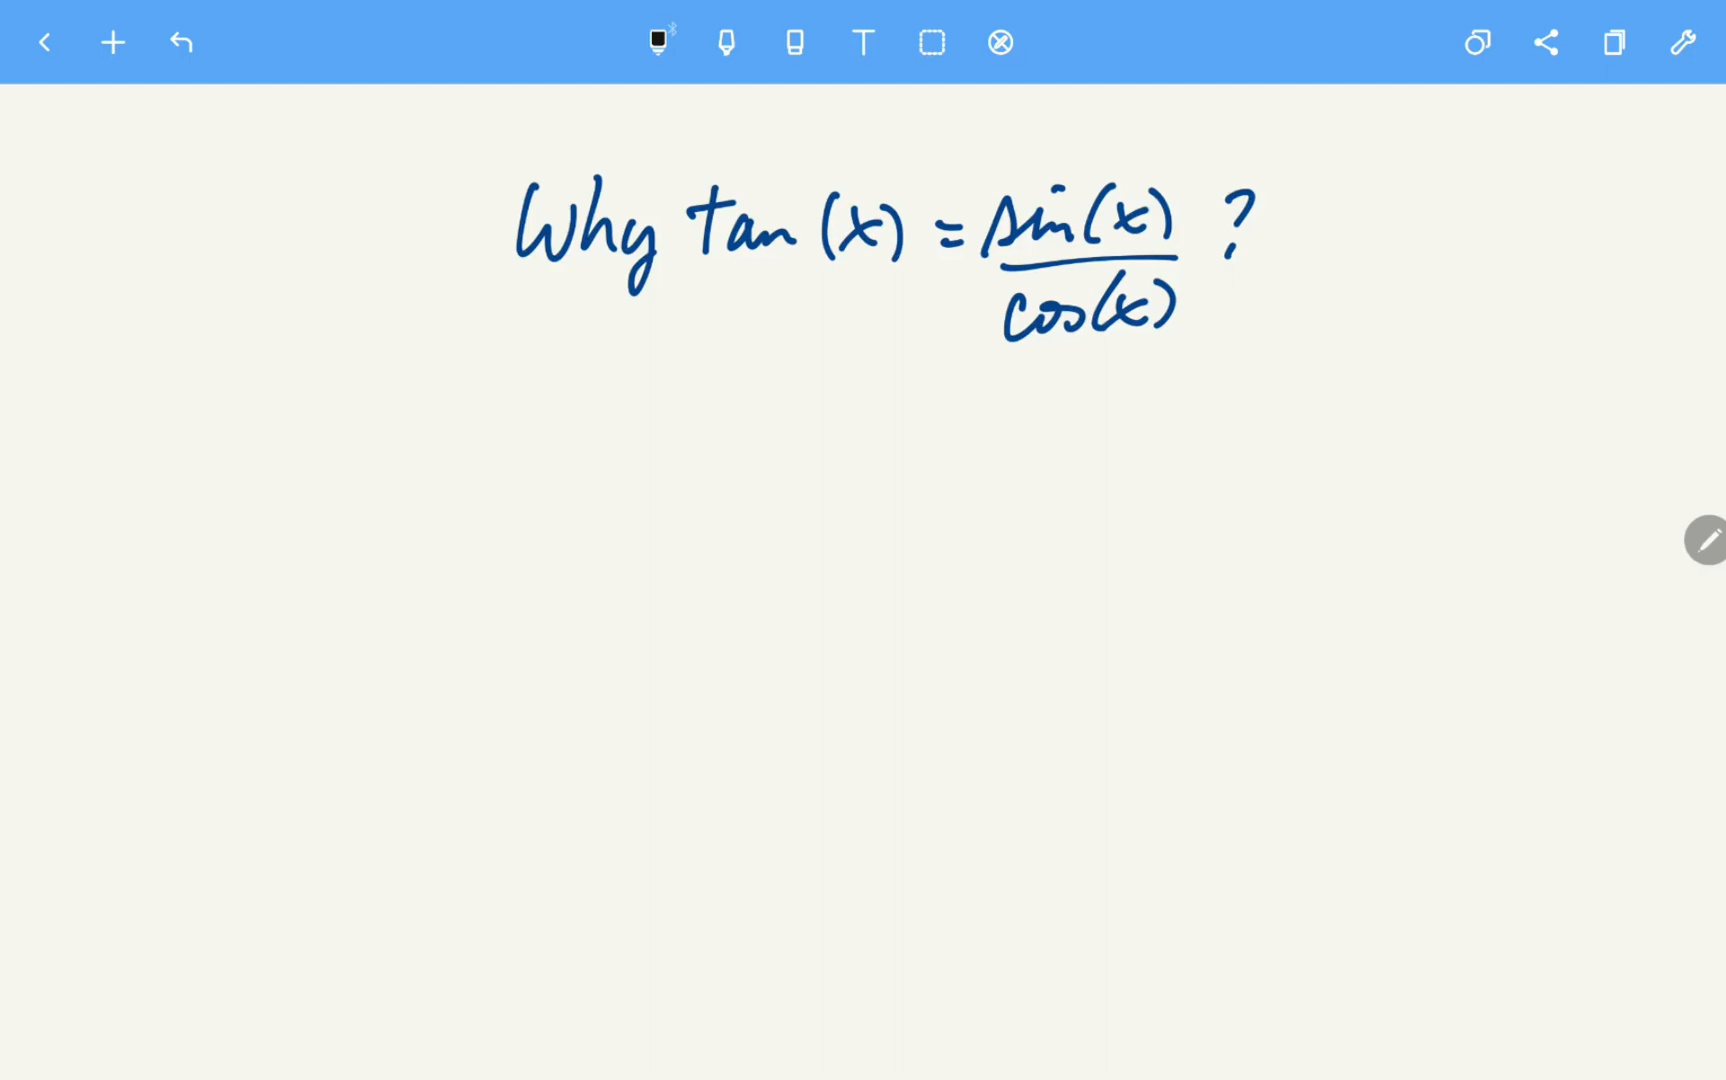 Why tan (x) = sin(x) / cos(x) ?